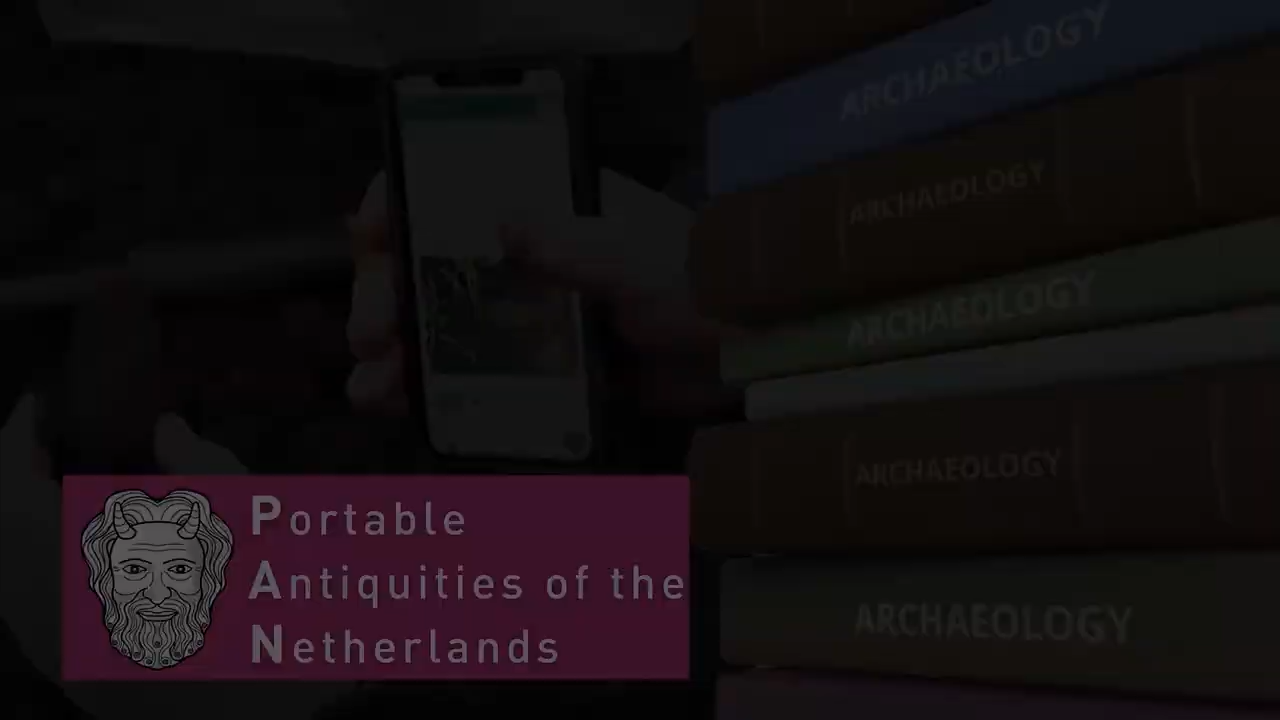 ARCHAEOLOGY
ARCHAEOLOGY
ARCHAEOLOGY
ARCHAEOLOGY
ARCHAEOLOGY
Portable
Antiquities of the
Netherlands